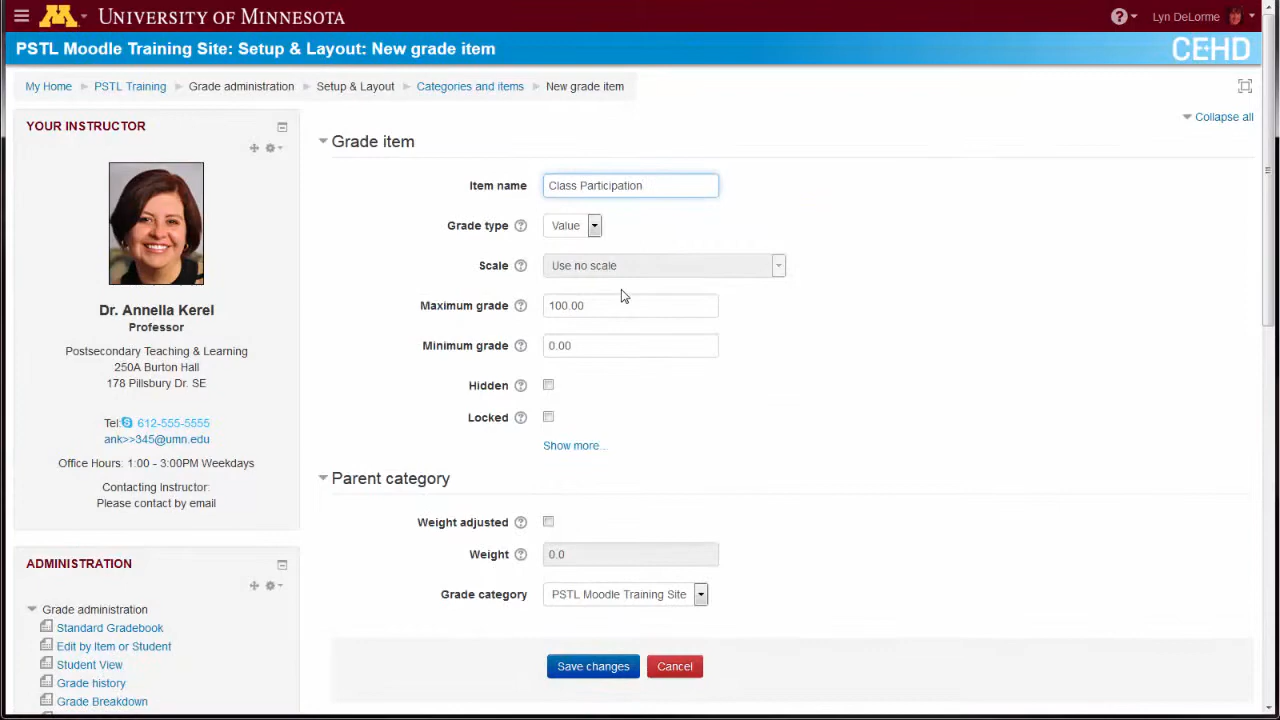 UNIVERSITY OF MINNESOTA
Lyn DeLorme
PSTL Moodle Training Site: Setup & Layout: New grade item
CEHD
My Home PSTL Training Grade administration Setup & Layout Categories and items New grade item
Collapse all
YOUR INSTRUCTOR
Dr. Annella Kerel
Professor
Postsecondary Teaching & Learning
250A Burton Hall
178 Pillsbury Dr. SE
Tel: 612-555-5555
ank>>345@umn.edu
Office Hours: 1:00 - 3:00PM Weekdays
Contacting Instructor:
Please contact by email
ADMINISTRATION
Grade administration
Standard Gradebook
Edit by Item or Student
Student View
Grade history
Grade Breakdown
Grade item
Item name Class Participation
Grade type Value
Scale Use no scale
Maximum grade 100.00
Minimum grade 0.00
Hidden
Locked
Show more...
Parent category
Weight adjusted
Weight 0.0
Grade category PSTL Moodle Training Site
Save changes Cancel